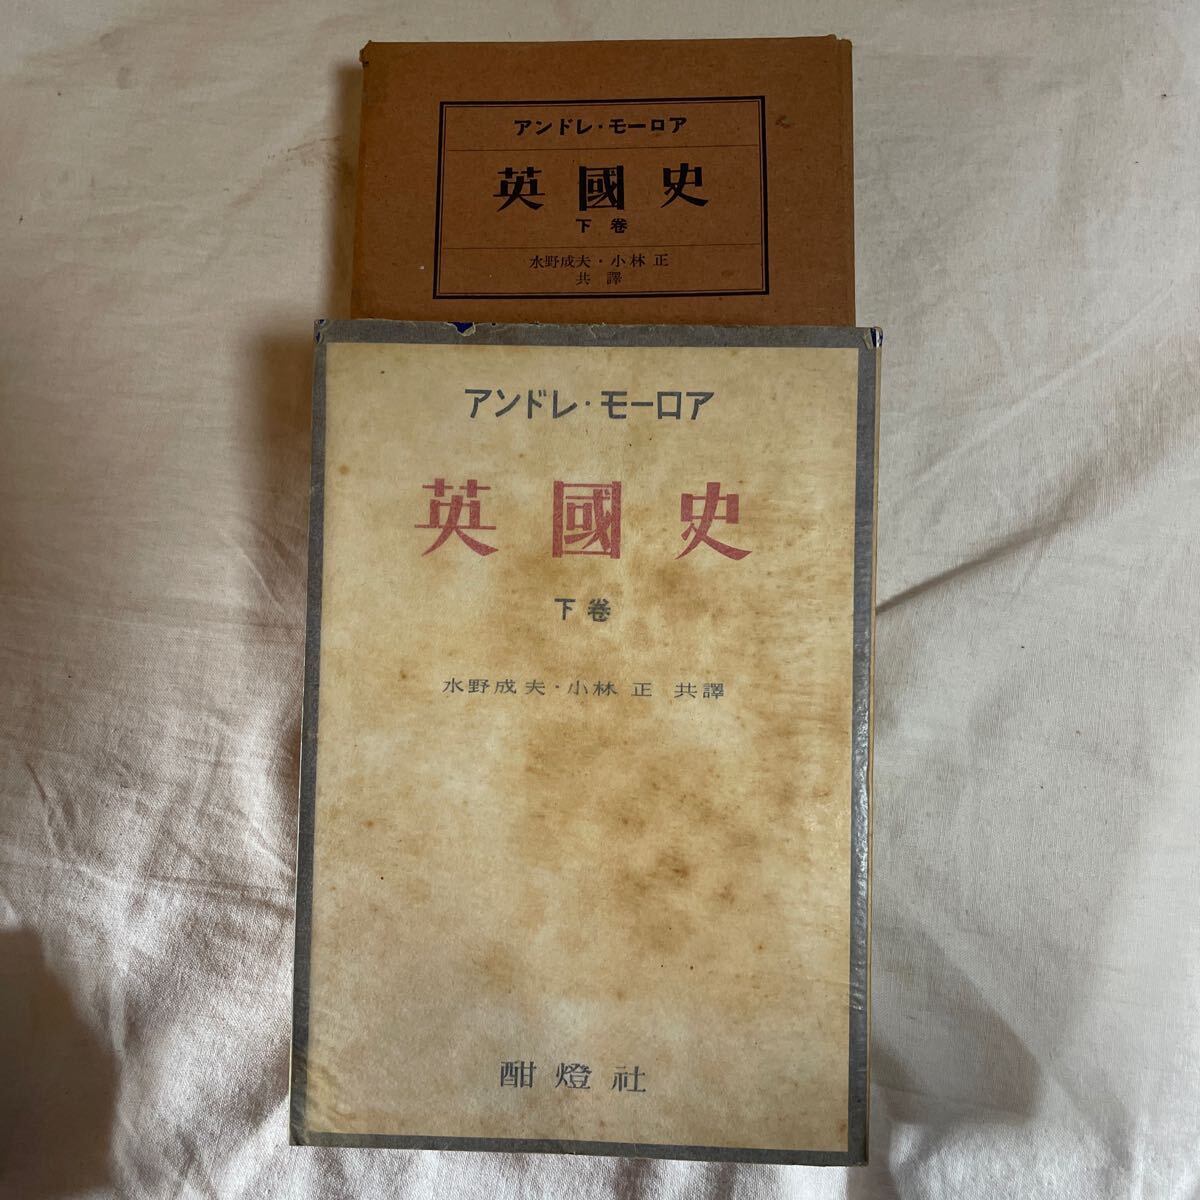 アンドレ・モーロア
英國史
下卷
水野成夫・小林正
共譯
アンドレ・モーロア
英國史
下卷
水野成夫・小林 正 共譯
酣燈社